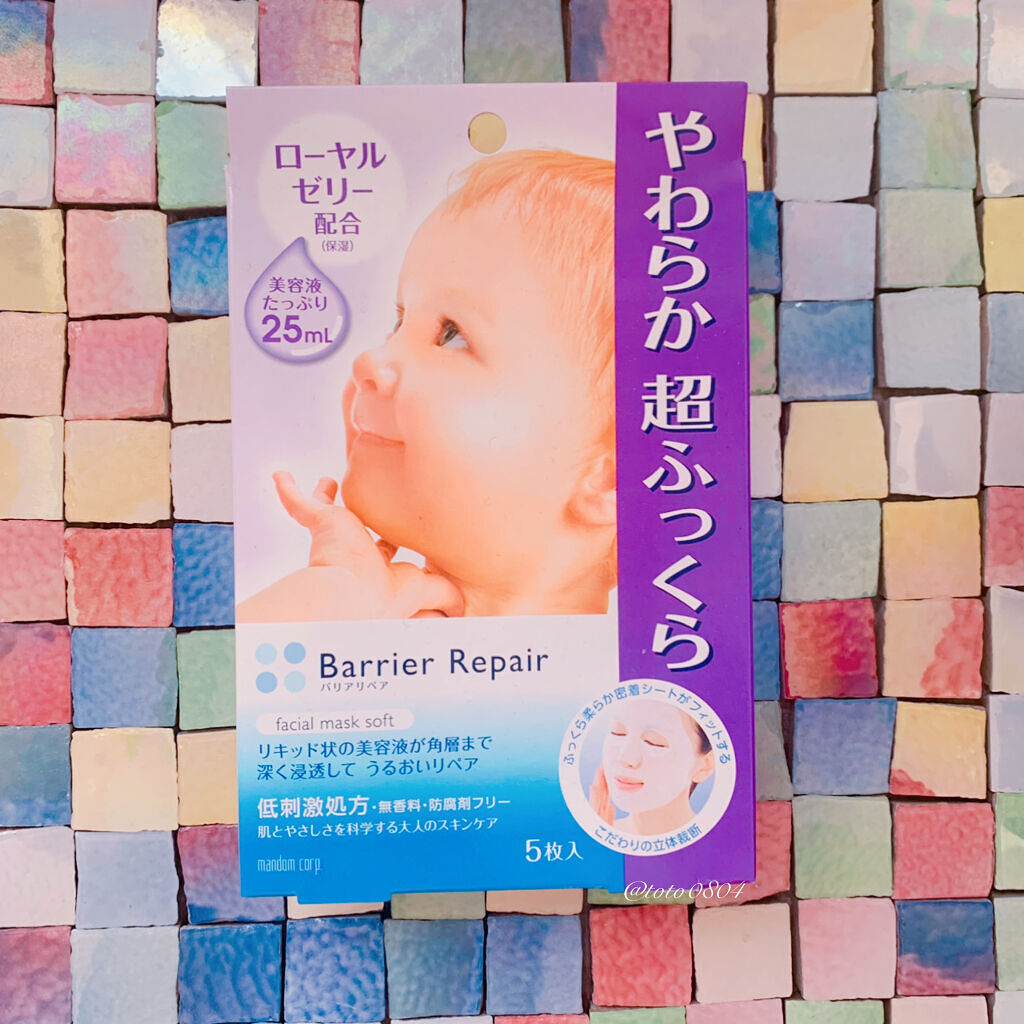 ローヤル
ゼリー
配合
(保湿)
美容液
たっぷり
25mL
やわらか 超ふっくら
Barrier Repair
バリアリペア
facial mask soft
リキッド状の美容液が角層まで
深く浸透して うるおいリペア
低刺激処方・無香料・防腐剤フリー
肌とやさしさを科学する大人のスキンケア
mandom corp.
5枚入
ふっくら柔らか密着シートがフィットする
こだわりの立体裁断
@toto0804